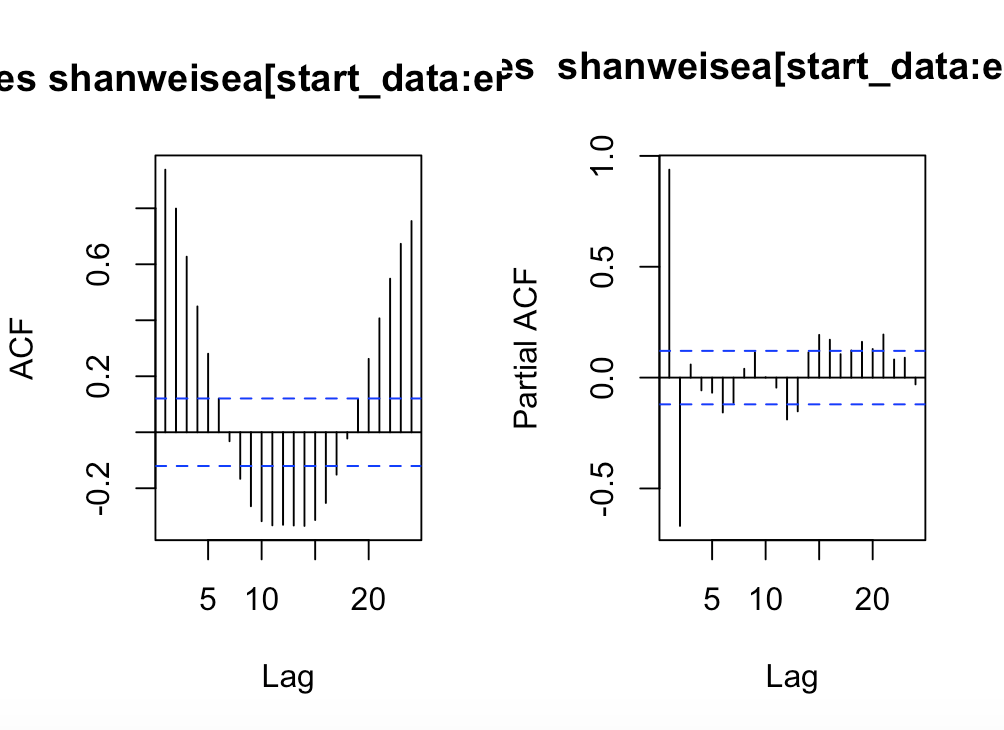 es shanweisea[start_data:er
ACF
0.6
0.2
-0.2
5 10 20
Lag
es shanweisea[start_data:e
Partial ACF
1.0
0.5
0.0
-0.5
5 10 20
Lag